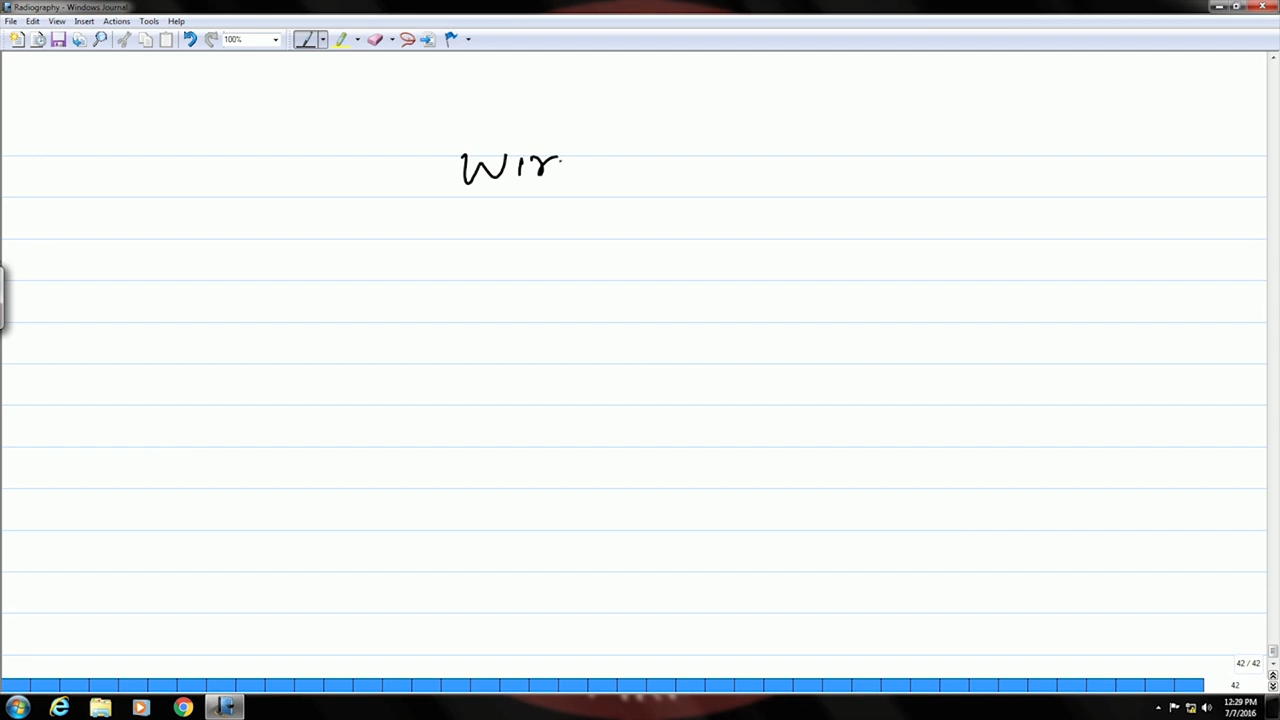 Radiography - Windows Journal
File Edit View Insert Actions Tools Help
100%
Wir
42 / 42
42
12:29 PM
7/7/2016